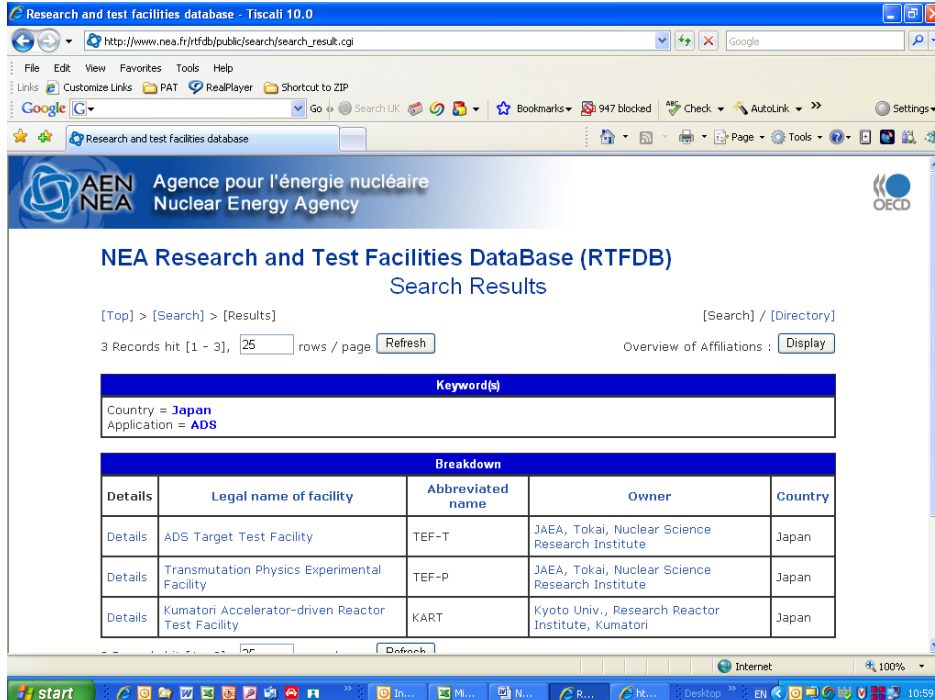 Research and test facilities database - Tiscali 10.0
http://www.nea.fr/rtfdb/public/search/search_result.cgi
Google
File Edit View Favorites Tools Help
Links Customize Links PAT RealPlayer Shortcut to ZIP
Google G Go Search UK Bookmarks 947 blocked ABC Check AutoLink » Settings
Research and test facilities database
Page Tools
AEN Agence pour l'énergie nucléaire
NEA Nuclear Energy Agency
OECD
NEA Research and Test Facilities DataBase (RTFDB)
Search Results
[Top] > [Search] > [Results] [Search] / [Directory]
3 Records hit [1 - 3], 25 rows / page Refresh Overview of Affiliations : Display
Keyword(s)
Country = Japan
Application = ADS
Breakdown
Details Legal name of facility Abbreviated name Owner Country
Details ADS Target Test Facility TEF-T JAEA, Tokai, Nuclear Science Research Institute Japan
Details Transmutation Physics Experimental Facility TEF-P JAEA, Tokai, Nuclear Science Research Institute Japan
Details Kumatori Accelerator-driven Reactor Test Facility KART Kyoto Univ., Research Reactor Institute, Kumatori Japan
Internet 100%
start In... Mi... N... R... ht... Desktop » EN 10:59